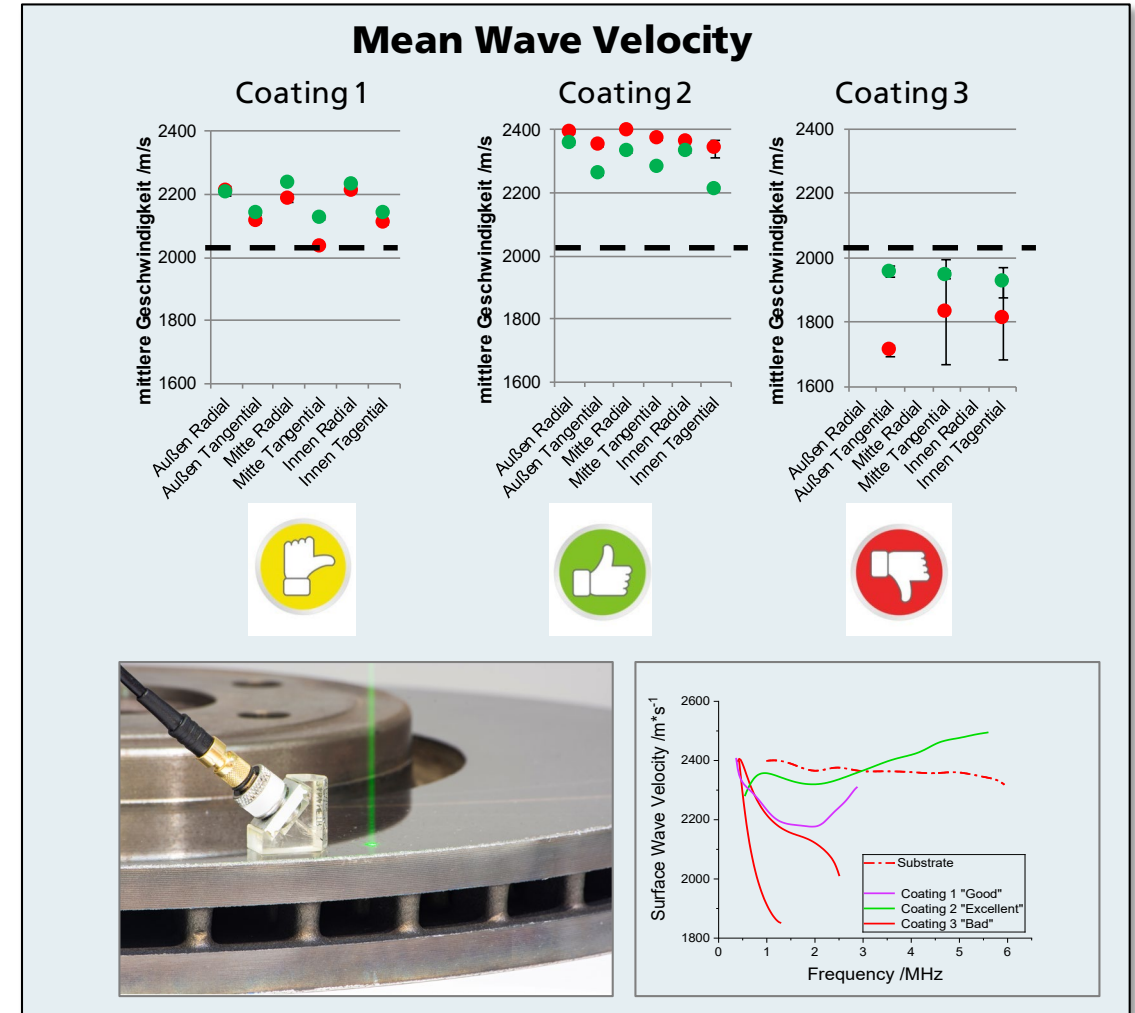 Mean Wave Velocity
Coating 1
mittlere Geschwindigkeit /m/s
2400
2200
2000
1800
1600
Außen Radial
Außen Tangential
Mitte Radial
Mitte Tangential
Innen Radial
Innen Tagential
Coating 2
mittlere Geschwindigkeit /m/s
2400
2200
2000
1800
1600
Außen Radial
Außen Tangential
Mitte Radial
Mitte Tangential
Innen Radial
Innen Tagential
Coating 3
mittlere Geschwindigkeit /m/s
2400
2200
2000
1800
1600
Außen Radial
Außen Tangential
Mitte Radial
Mitte Tangential
Innen Radial
Innen Tagential
Surface Wave Velocity /m*s⁻¹
2600
2400
2200
2000
1800
0 1 2 3 4 5 6
Frequency /MHz
Substrate
Coating 1 "Good"
Coating 2 "Excellent"
Coating 3 "Bad"